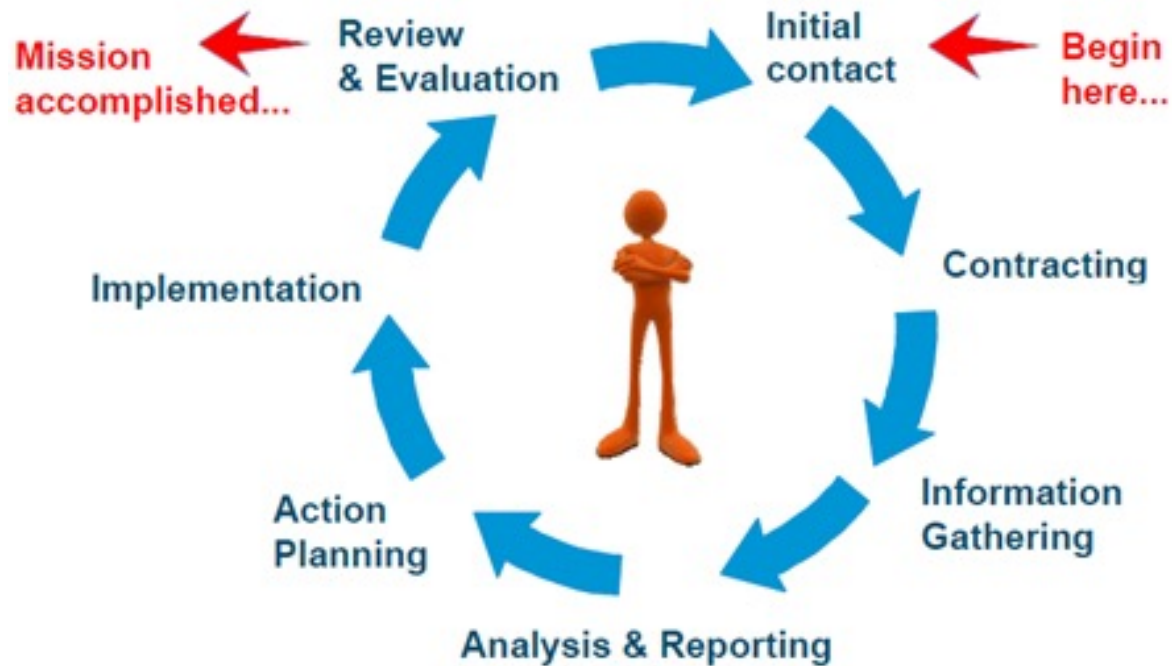 Begin
here...
Initial
contact
Contracting
Information
Gathering
Analysis & Reporting
Action
Planning
Implementation
Review
& Evaluation
Mission
accomplished...